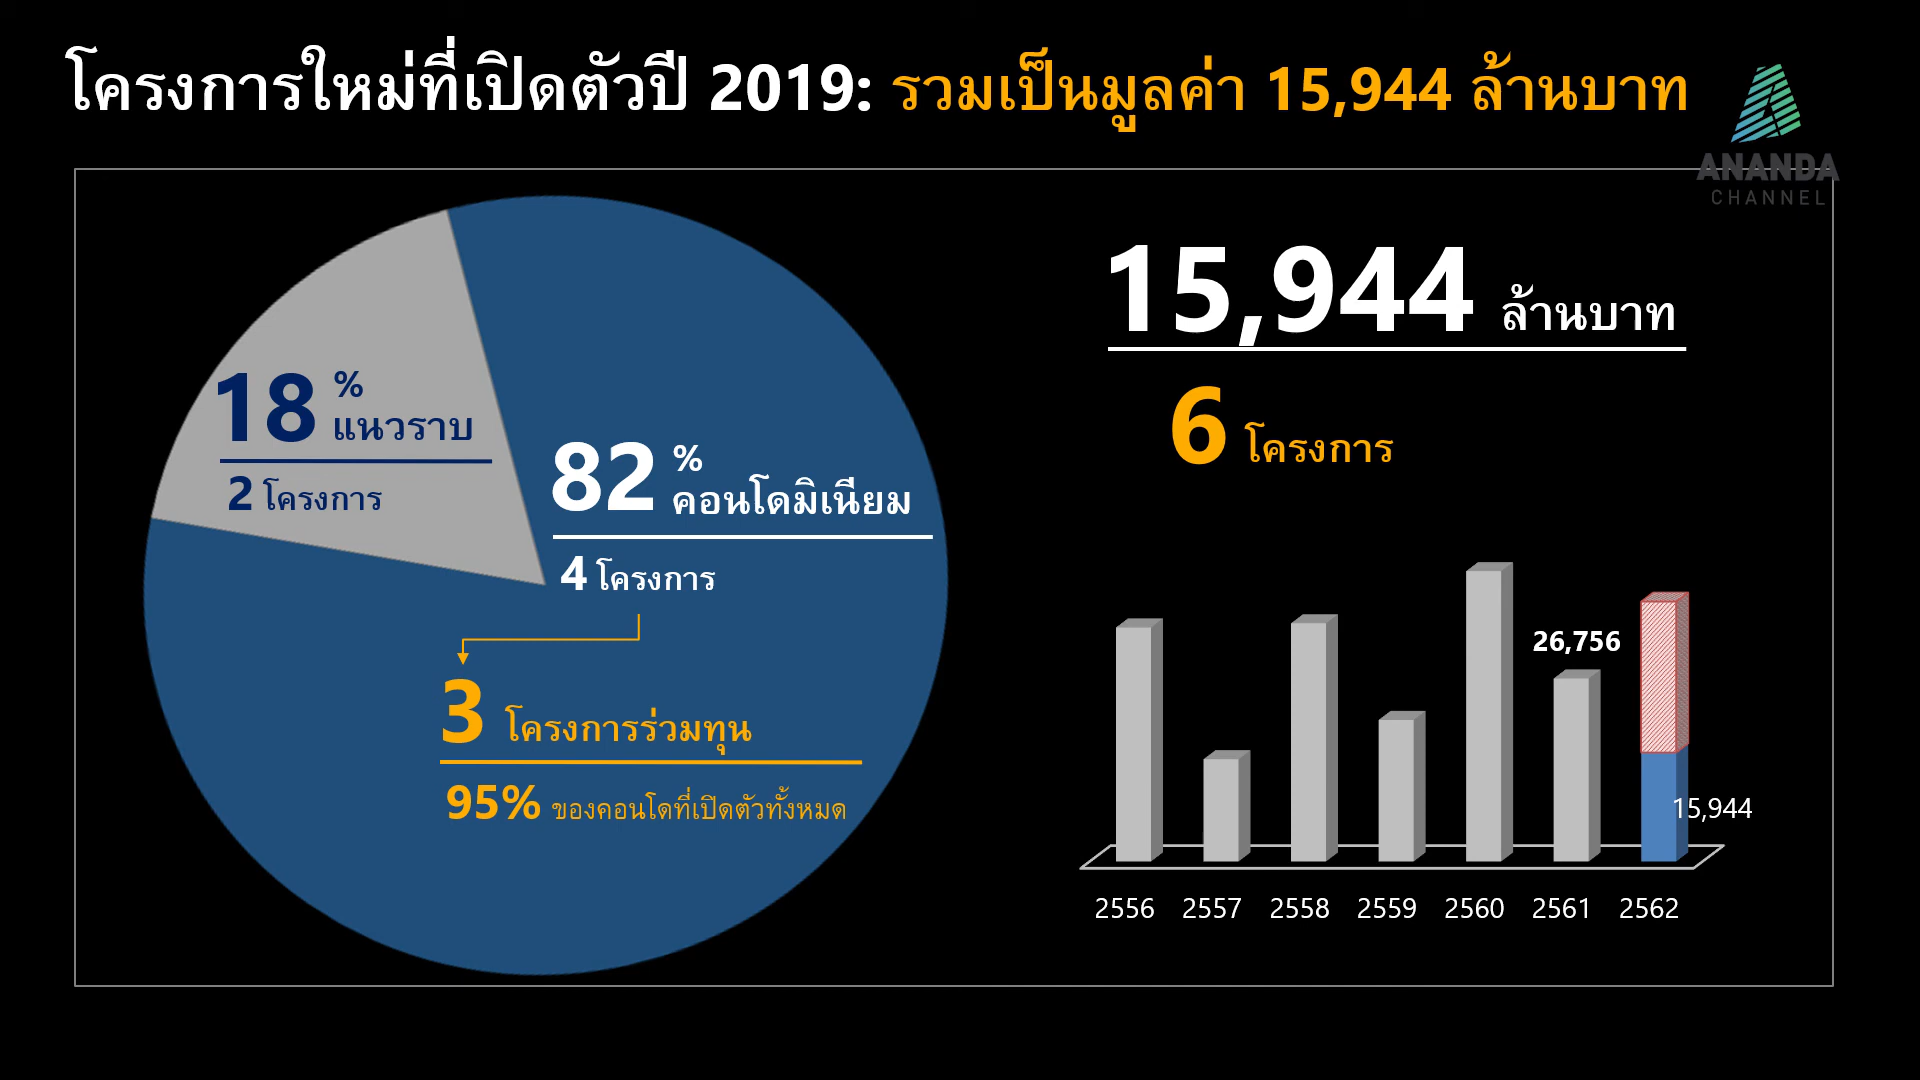 โครงการใหม่ที่เปิดตัวปี 2019: รวมเป็นมูลค่า 15,944 ล้านบาท
ANANDA
CHANNEL
18 % แนวราบ
2 โครงการ
82 % คอนโดมิเนียม
4 โครงการ
3 โครงการร่วมทุน
95% ของคอนโดที่เปิดตัวทั้งหมด
15,944 ล้านบาท
6 โครงการ
26,756
15,944
2556 2557 2558 2559 2560 2561 2562